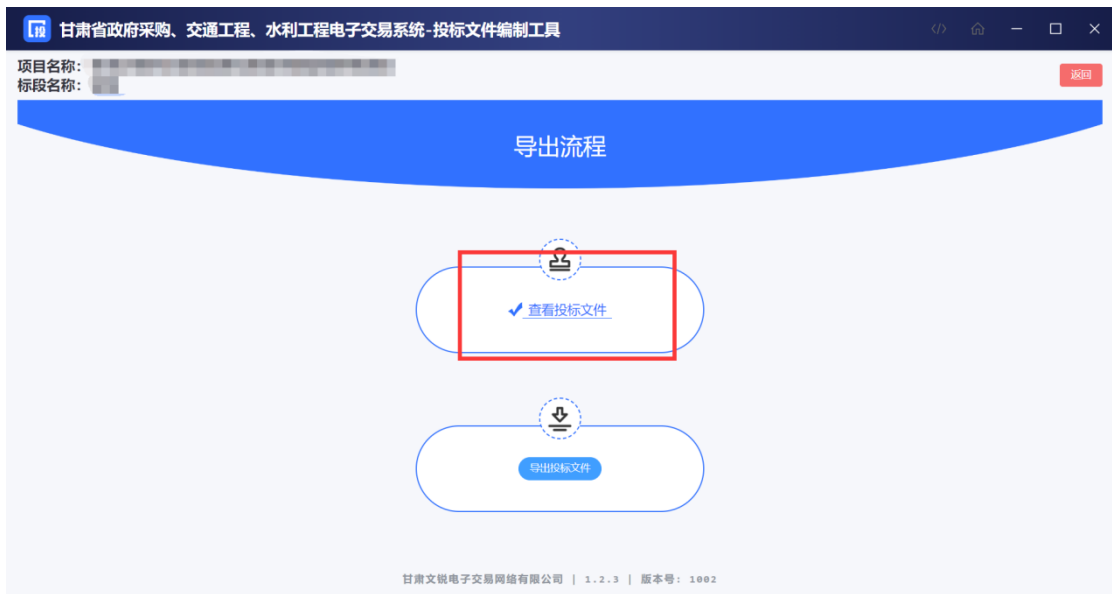 投
甘肃省政府采购、交通工程、水利工程电子交易系统-投标文件编制工具
项目名称：
标段名称：
返回
导出流程
查看投标文件
导出投标文件
甘肃文锐电子交易网络有限公司 | 1.2.3 | 版本号: 1002